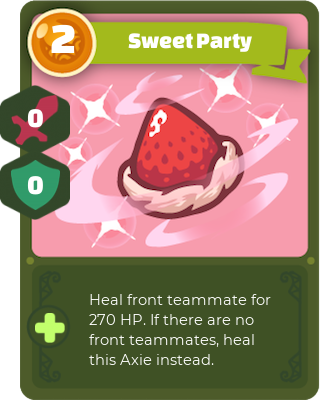 2
Sweet Party
0
0
Heal front teammate for
270 HP. If there are no
front teammates, heal
this Axie instead.